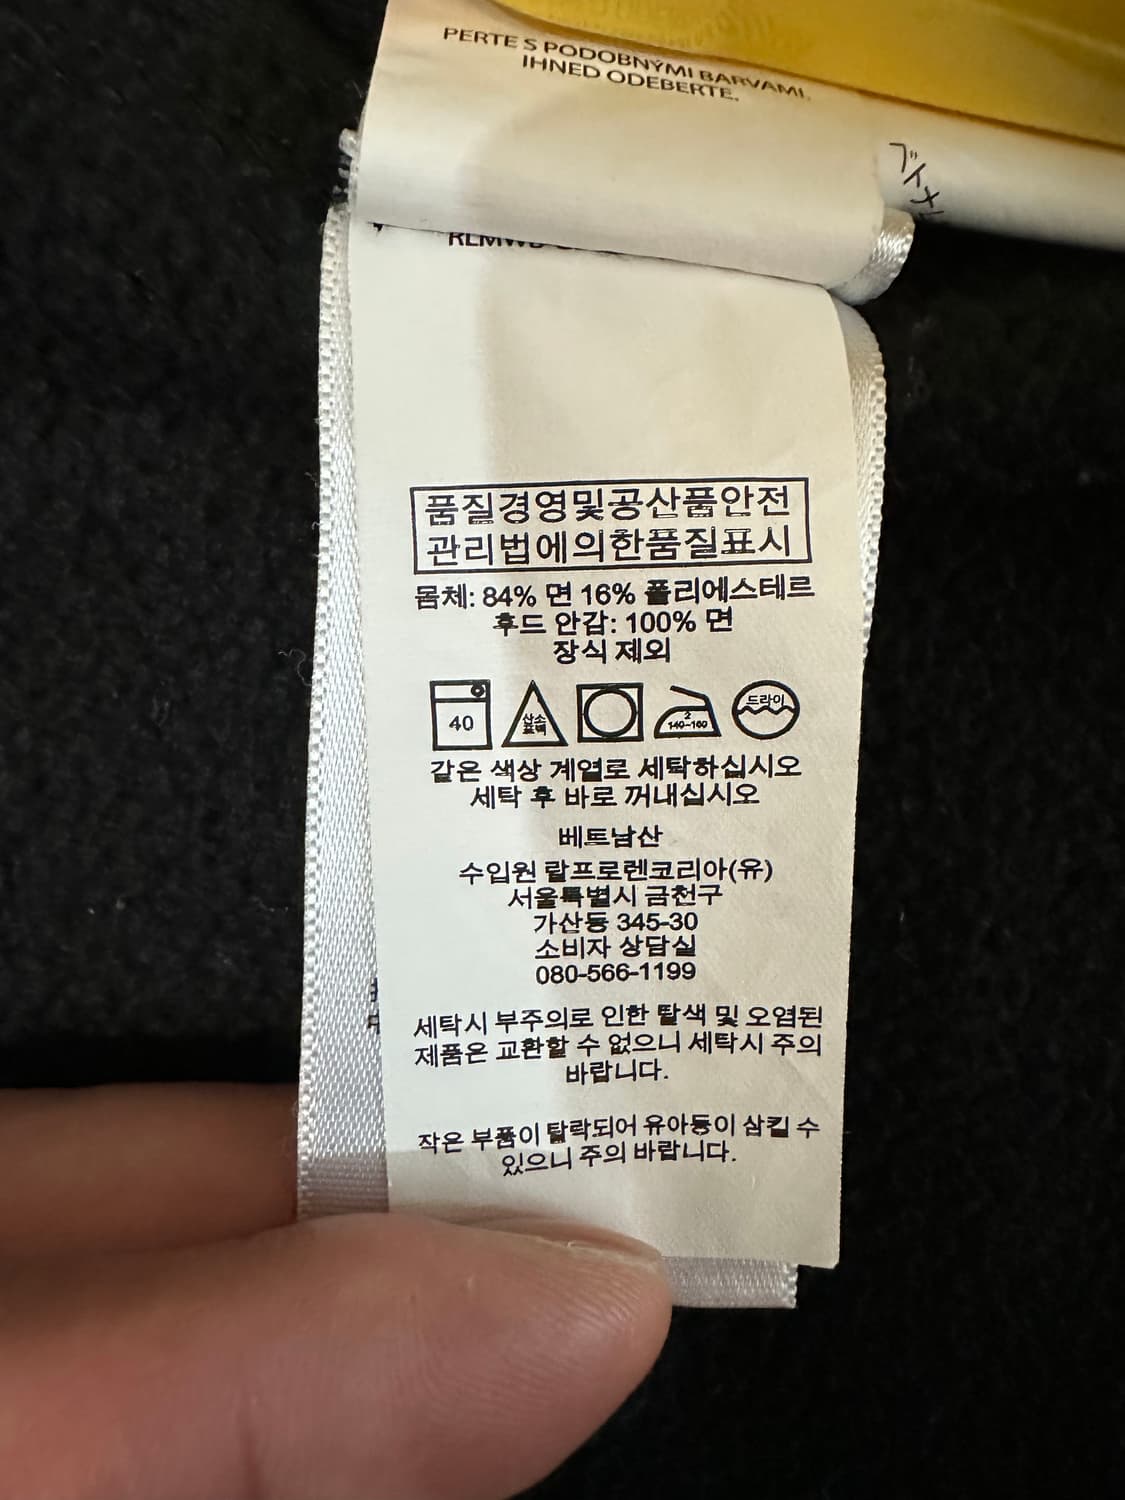 PERTE S PODOBNÝMI BARVAMI.
IHNED ODEBERTE.
품질경영및공산품안전
관리법에의한품질표시
몸체: 84% 면 16% 폴리에스테르
후드 안감: 100% 면
장식 제외
40
산소
표백
2
140~160
드라이
같은 색상 계열로 세탁하십시오
세탁 후 바로 꺼내십시오
베트남산
수입원 랄프로렌코리아(유)
서울특별시 금천구
가산동 345-30
소비자 상담실
080-566-1199
세탁시 부주의로 인한 탈색 및 오염된
제품은 교환할 수 없으니 세탁시 주의
바랍니다.
작은 부품이 탈락되어 유아등이 삼킬 수
있으니 주의 바랍니다.